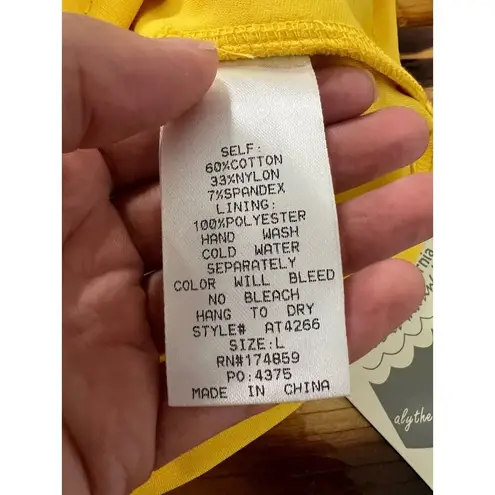 SELF:
60%COTTON
33%NYLON
7%SPANDEX
LINING:
100%POLYESTER
HAND WASH
COLD WATER
SEPARATELY
COLOR WILL BLEED
NO BLEACH
HANG TO DRY
STYLE# AT4266
SIZE:L
RN#174859
PO:4375
MADE IN CHINA
alythe